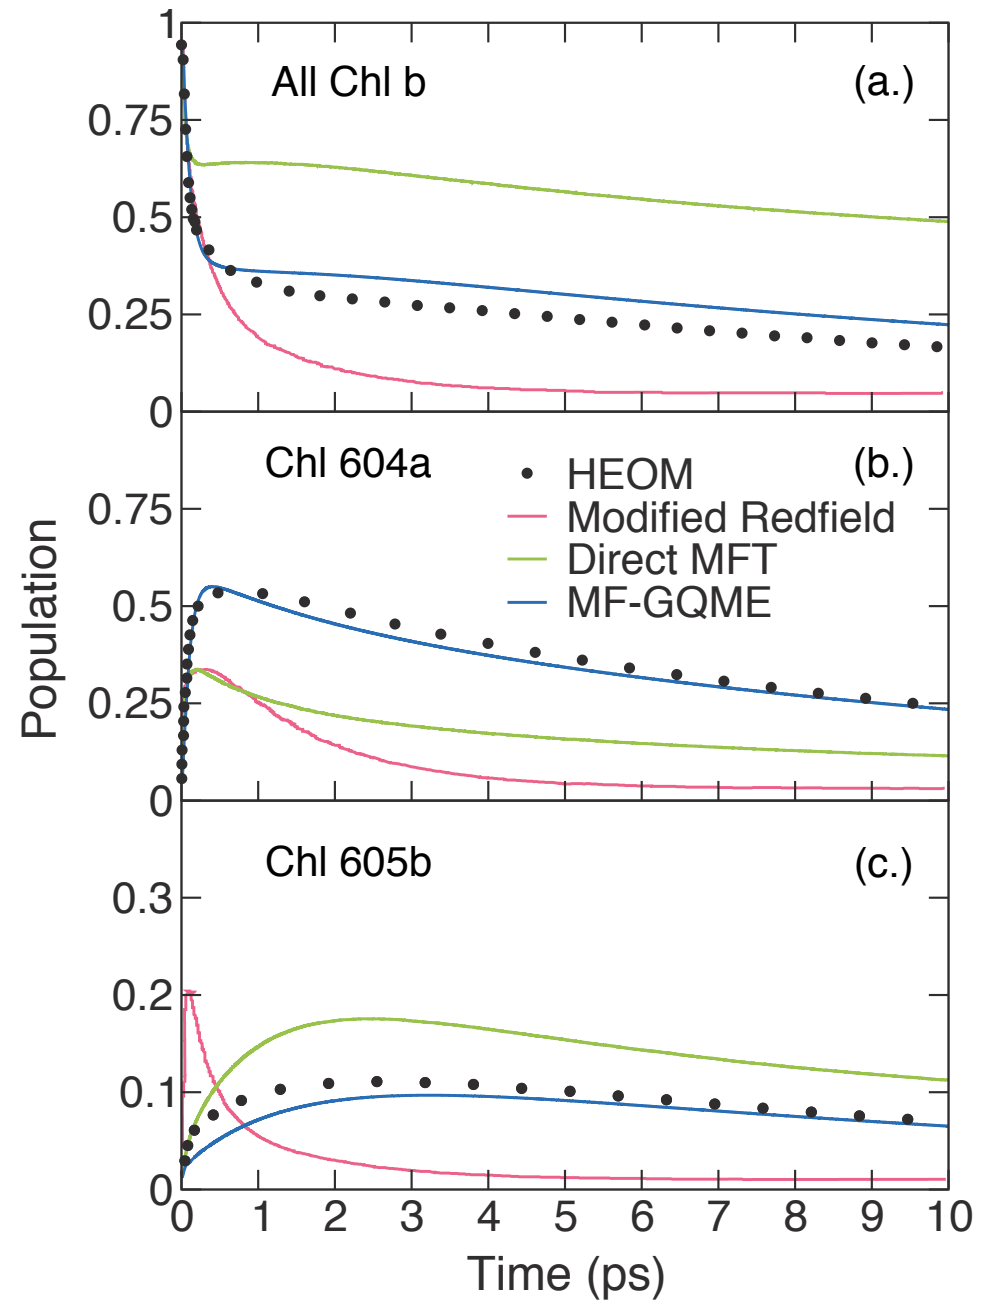 1
All Chl b
(a.)
0.75
0.5
0.25
0
Chl 604a
(b.)
HEOM
Modified Redfield
Direct MFT
MF-GQME
0.75
0.5
0.25
0
Population
Chl 605b
(c.)
0.3
0.2
0.1
0
0 1 2 3 4 5 6 7 8 9 10
Time (ps)